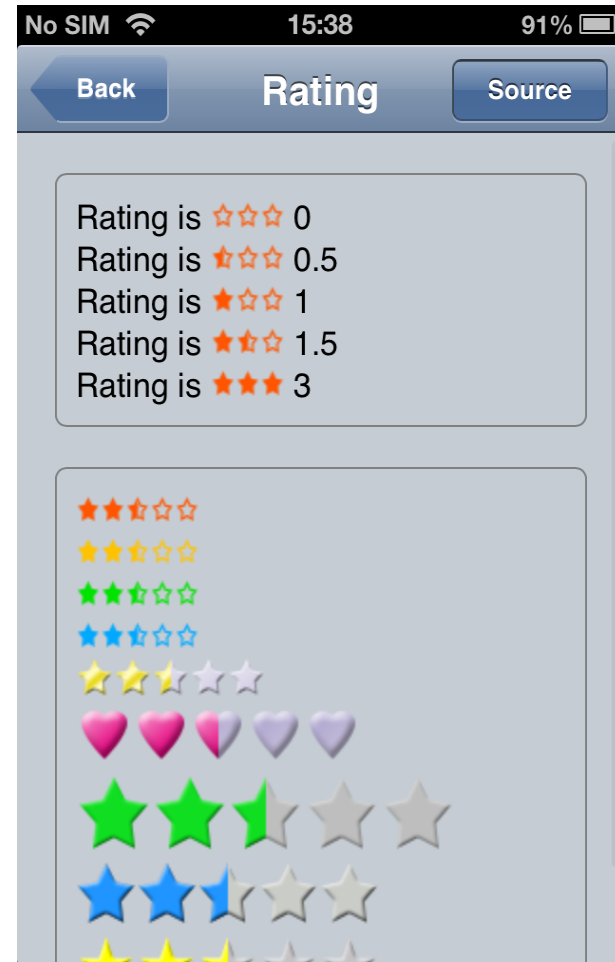 No SIM 15:38 91%
Back Rating Source
Rating is 0
Rating is 0.5
Rating is 1
Rating is 1.5
Rating is 3